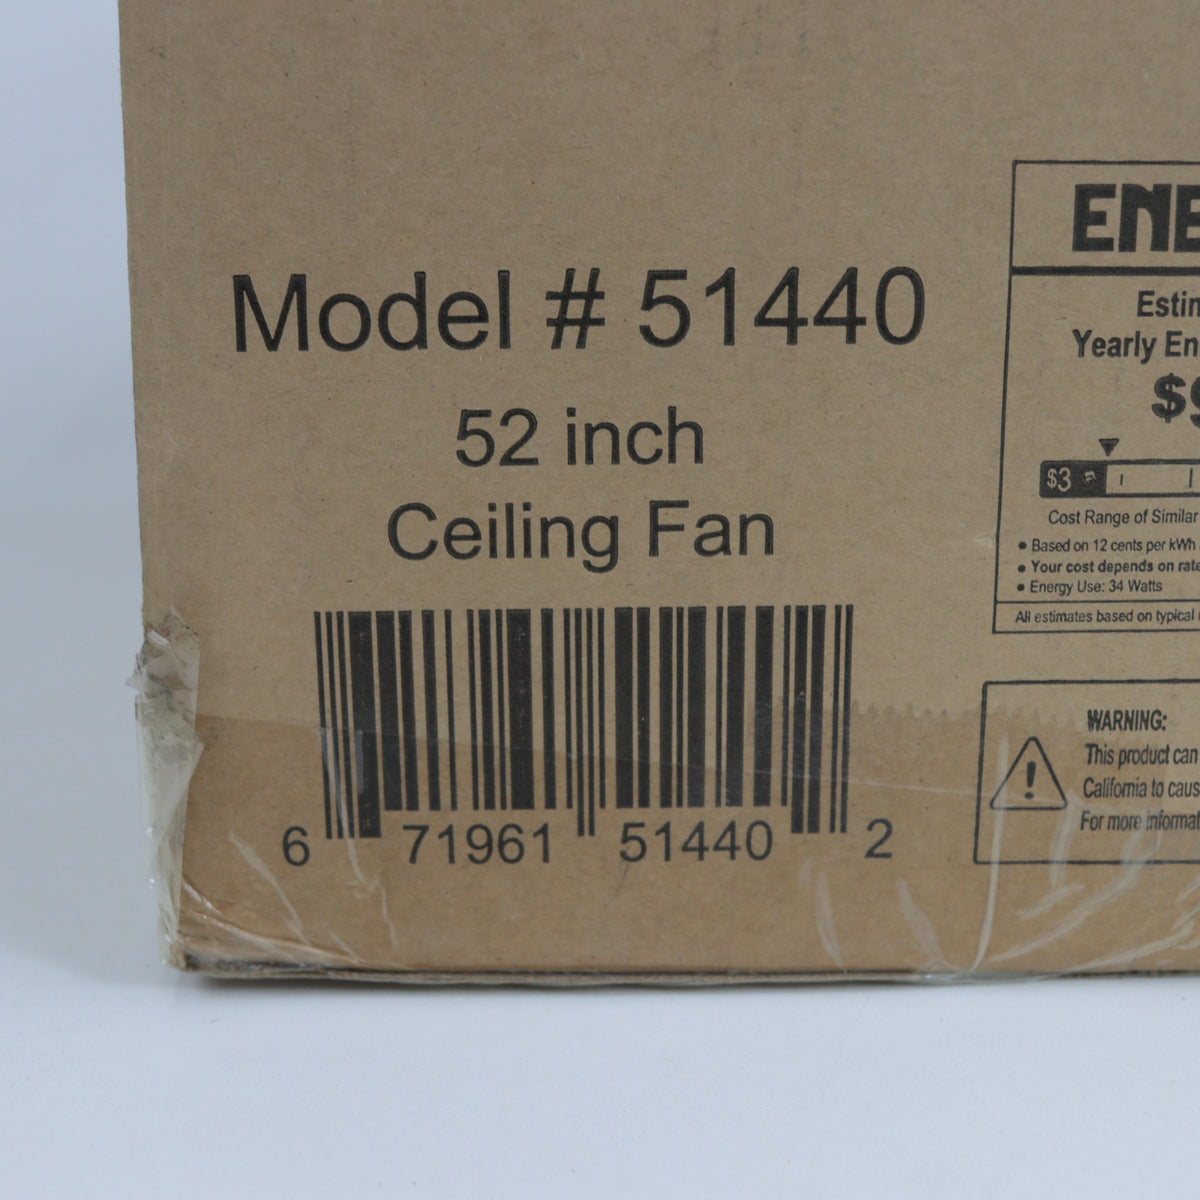 Model # 51440
52 inch
Ceiling Fan
6 71961 51440 2
ENE
Estim
Yearly En
$9
$3
Cost Range of Similar
• Based on 12 cents per kWh
• Your cost depends on rate
• Energy Use: 34 Watts
All estimates based on typical
WARNING:
This product can
California to caus
For more informat